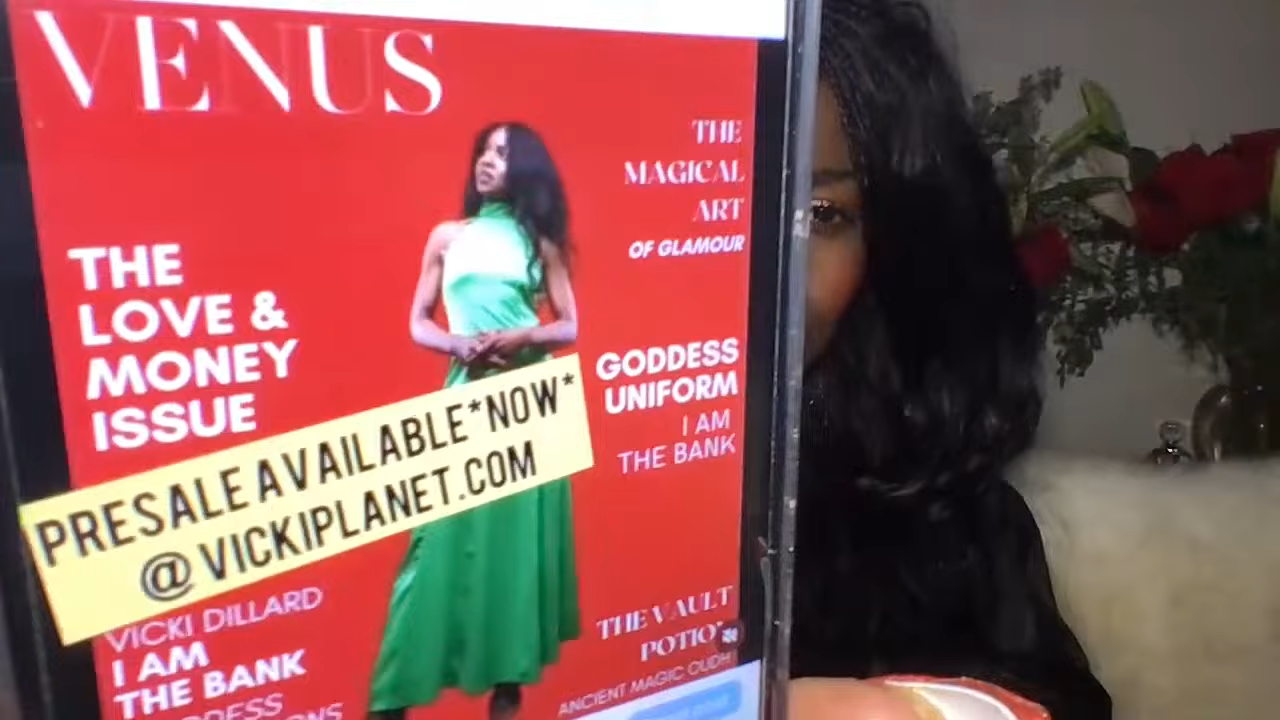 VENUS
THE
MAGICAL
ART
OF GLAMOUR
THE
LOVE &
MONEY
ISSUE
GODDESS
UNIFORM
I AM
THE BANK
PRESALE AVAILABLE*NOW*
@VICKIPLANET.COM
VICKI DILLARD
I AM
THE BANK
THE VAULT
ANCIENT MAGIC OUDH